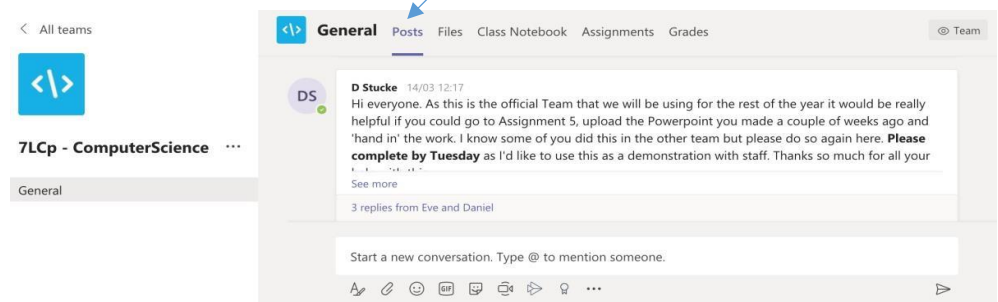 < All teams
</>
7LCp - ComputerScience ...
General
</> General Posts Files Class Notebook Assignments Grades
Team
DS
D Stucke 14/03 12:17
Hi everyone. As this is the official Team that we will be using for the rest of the year it would be really
helpful if you could go to Assignment 5, upload the Powerpoint you made a couple of weeks ago and
'hand in' the work. I know some of you did this in the other team but please do so again here. Please
complete by Tuesday as I'd like to use this as a demonstration with staff. Thanks so much for all your
See more
3 replies from Eve and Daniel
Start a new conversation. Type @ to mention someone.
GIF